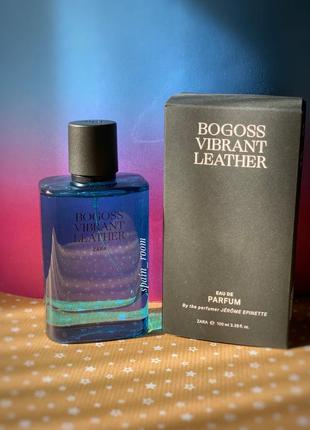 BOGOSS
VIBRANT
LEATHER
ZARA
spain_room
BOGOSS
VIBRANT
LEATHER
EAU DE
PARFUM
By the perfumer JÉRÔME EPINETTE
ZARA 100 ml 3.38 fl. oz.